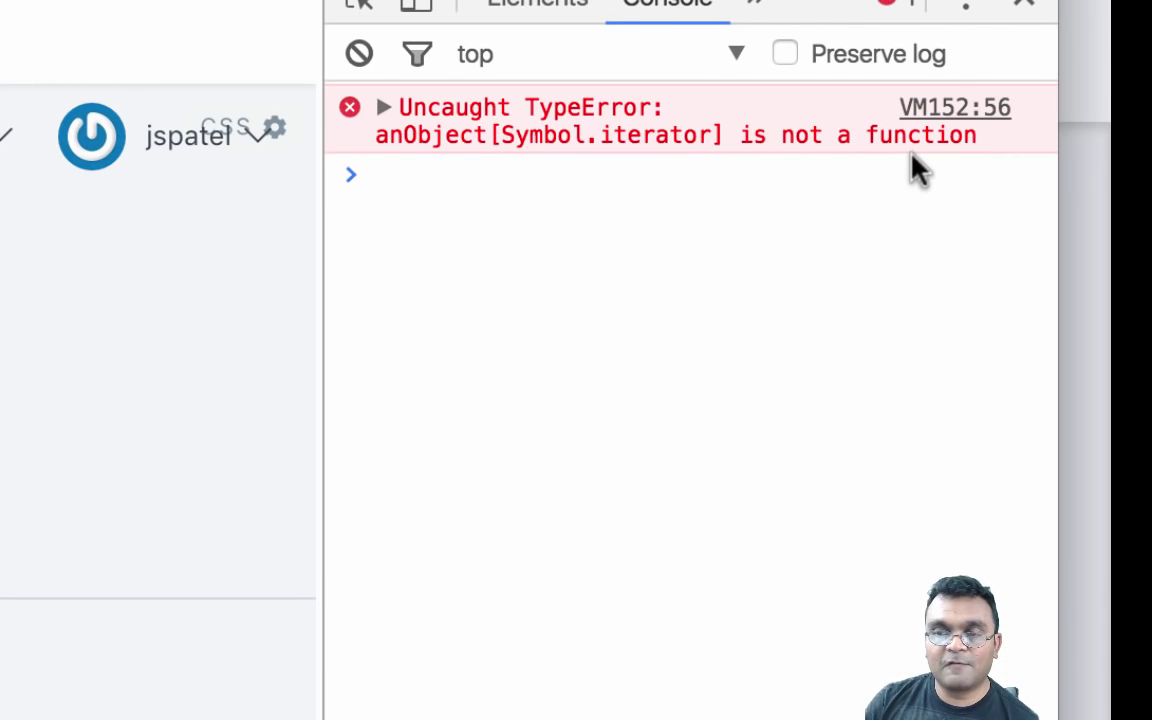 Elements Console »
top Preserve log
Uncaught TypeError: VM152:56
anObject[Symbol.iterator] is not a function
jspatel CSS